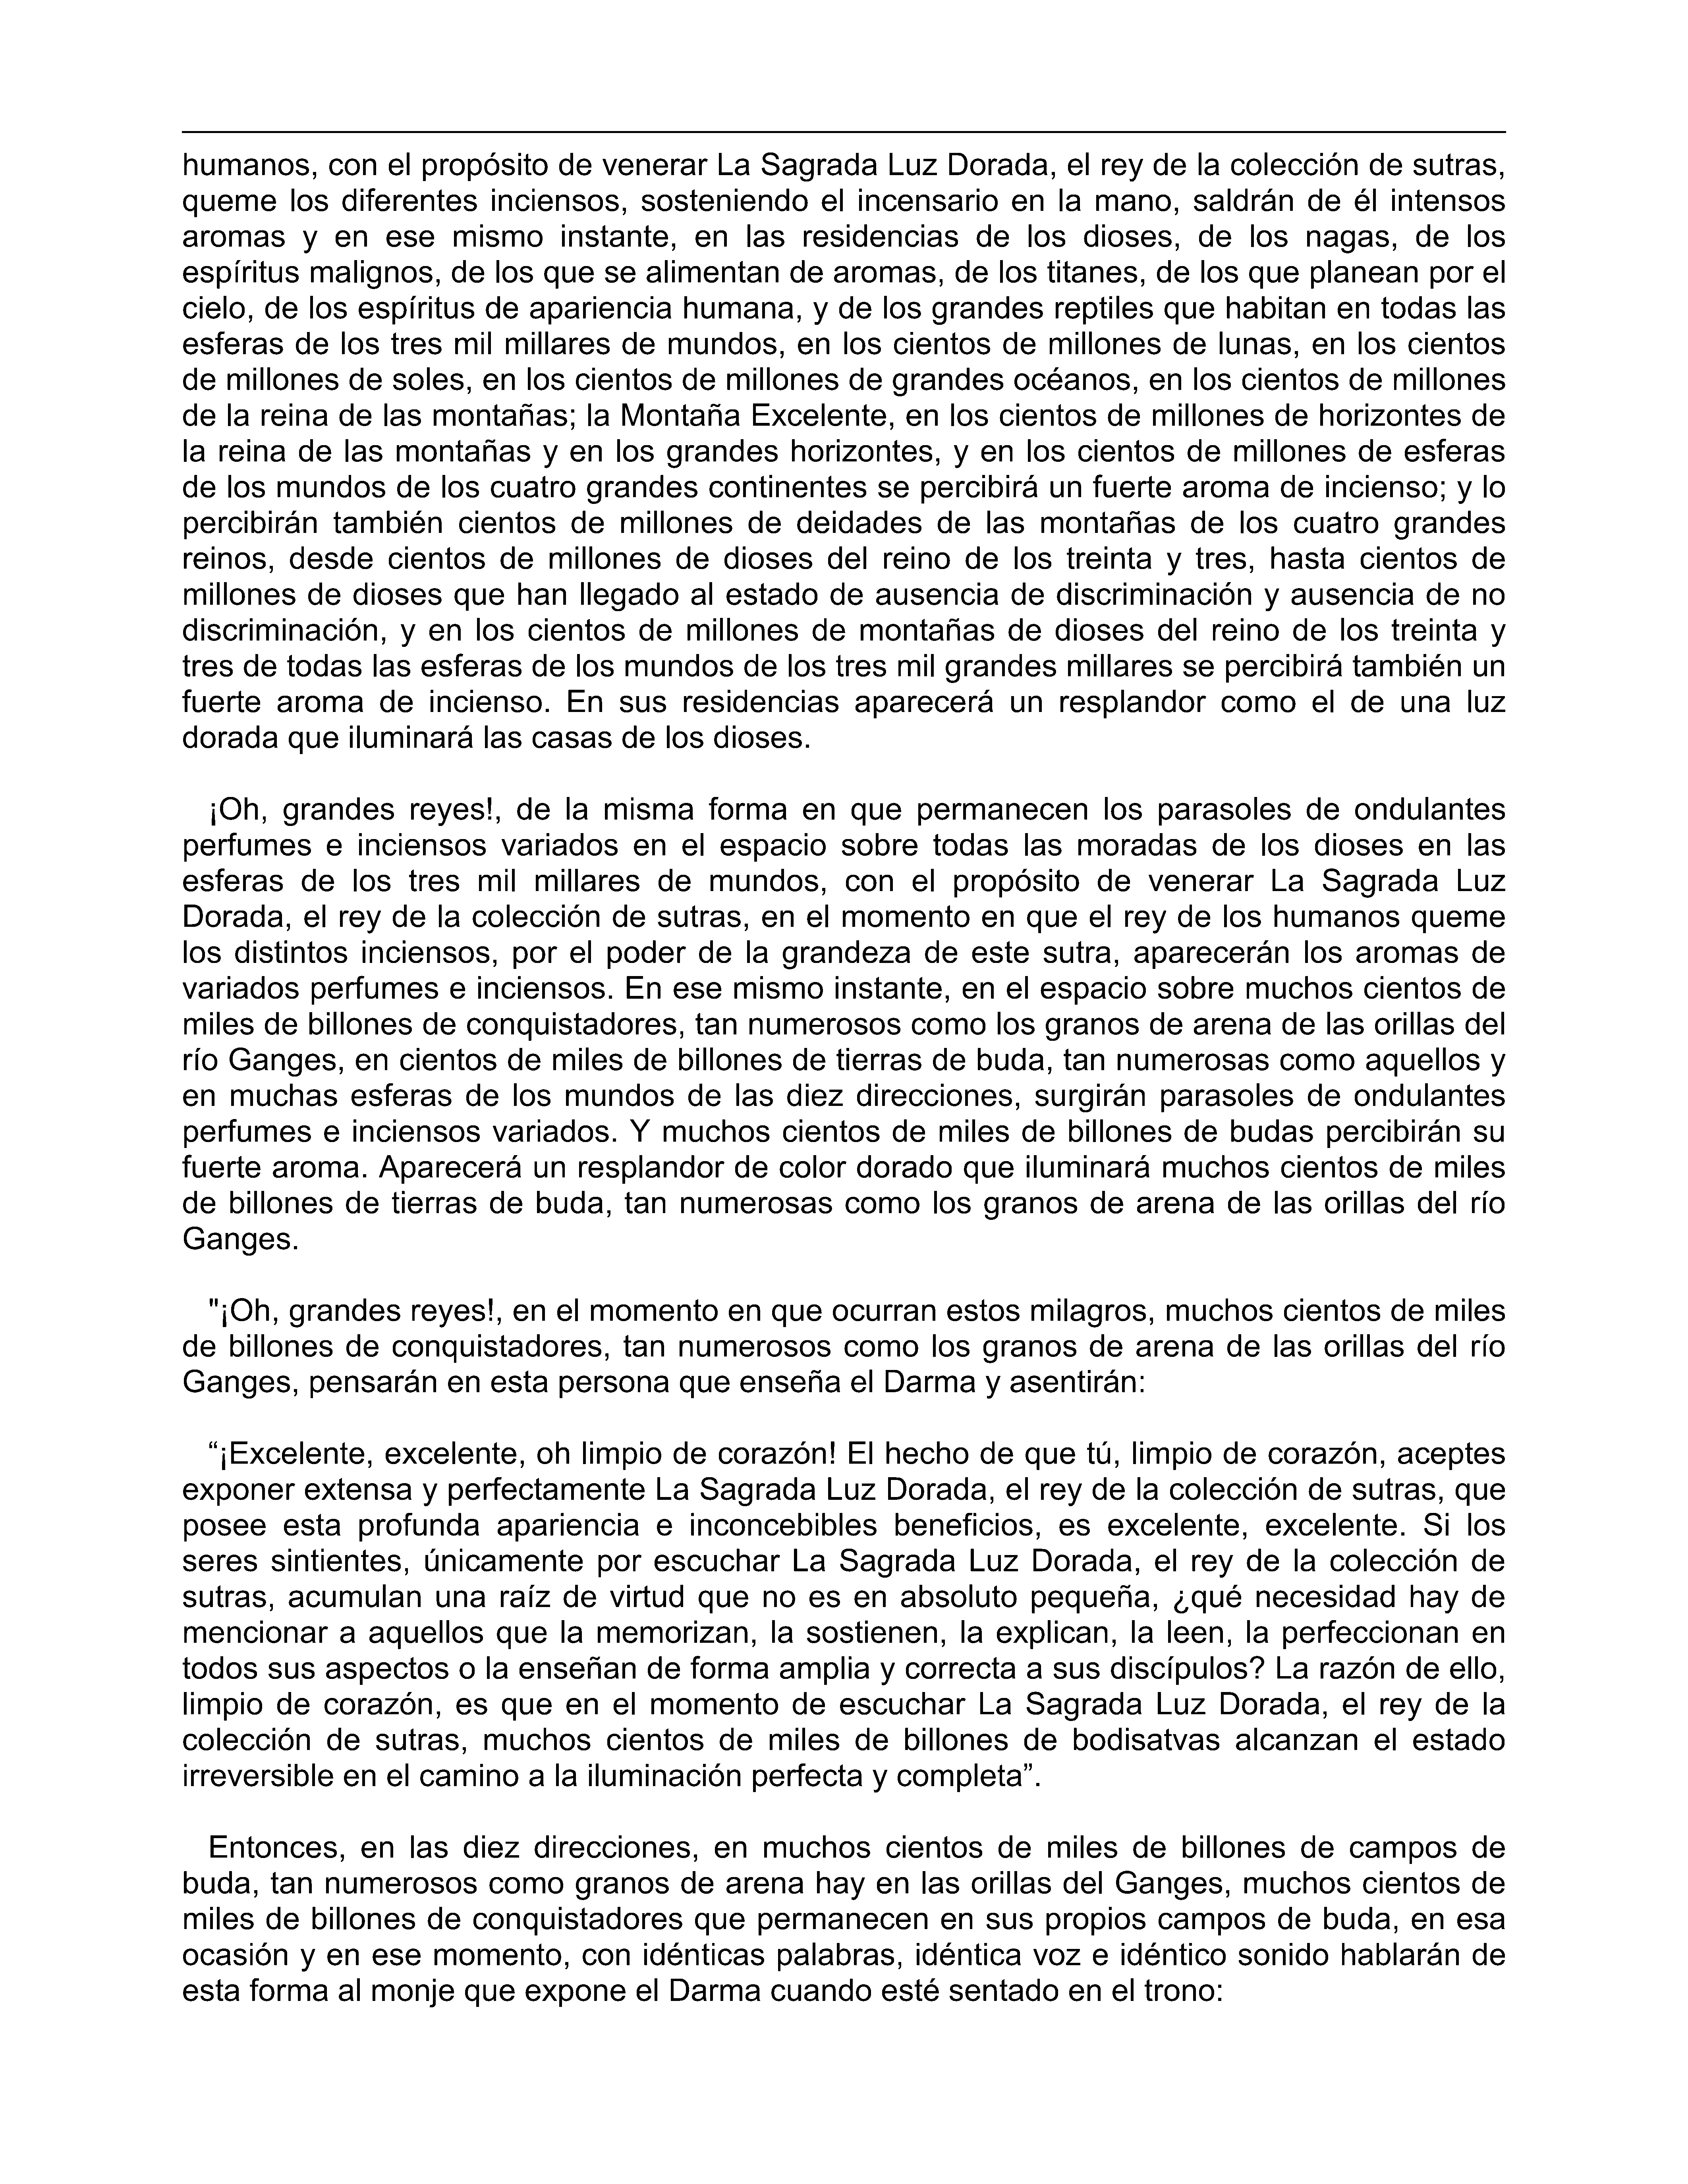 humanos, con el propósito de venerar La Sagrada Luz Dorada, el rey de la colección de sutras,
queme los diferentes inciensos, sosteniendo el incensario en la mano, saldrán de él intensos
aromas y en ese mismo instante, en las residencias de los dioses, de los nagas, de los
espíritus malignos, de los que se alimentan de aromas, de los titanes, de los que planean por el
cielo, de los espíritus de apariencia humana, y de los grandes reptiles que habitan en todas las
esferas de los tres mil millares de mundos, en los cientos de millones de lunas, en los cientos
de millones de soles, en los cientos de millones de grandes océanos, en los cientos de millones
de la reina de las montañas; la Montaña Excelente, en los cientos de millones de horizontes de
la reina de las montañas y en los grandes horizontes, y en los cientos de millones de esferas
de los mundos de los cuatro grandes continentes se percibirá un fuerte aroma de incienso; y lo
percibirán también cientos de millones de deidades de las montañas de los cuatro grandes
reinos, desde cientos de millones de dioses del reino de los treinta y tres, hasta cientos de
millones de dioses que han llegado al estado de ausencia de discriminación y ausencia de no
discriminación, y en los cientos de millones de montañas de dioses del reino de los treinta y
tres de todas las esferas de los mundos de los tres mil grandes millares se percibirá también un
fuerte aroma de incienso. En sus residencias aparecerá un resplandor como el de una luz
dorada que iluminará las casas de los dioses.
¡Oh, grandes reyes!, de la misma forma en que permanecen los parasoles de ondulantes
perfumes e inciensos variados en el espacio sobre todas las moradas de los dioses en las
esferas de los tres mil millares de mundos, con el propósito de venerar La Sagrada Luz
Dorada, el rey de la colección de sutras, en el momento en que el rey de los humanos queme
los distintos inciensos, por el poder de la grandeza de este sutra, aparecerán los aromas de
variados perfumes e inciensos. En ese mismo instante, en el espacio sobre muchos cientos de
miles de billones de conquistadores, tan numerosos como los granos de arena de las orillas del
río Ganges, en cientos de miles de billones de tierras de buda, tan numerosas como aquellos y
en muchas esferas de los mundos de las diez direcciones, surgirán parasoles de ondulantes
perfumes e inciensos variados. Y muchos cientos de miles de billones de budas percibirán su
fuerte aroma. Aparecerá un resplandor de color dorado que iluminará muchos cientos de miles
de billones de tierras de buda, tan numerosas como los granos de arena de las orillas del río
Ganges.
"¡Oh, grandes reyes!, en el momento en que ocurran estos milagros, muchos cientos de miles
de billones de conquistadores, tan numerosos como los granos de arena de las orillas del río
Ganges, pensarán en esta persona que enseña el Darma y asentirán:
“¡Excelente, excelente, oh limpio de corazón! El hecho de que tú, limpio de corazón, aceptes
exponer extensa y perfectamente La Sagrada Luz Dorada, el rey de la colección de sutras, que
posee esta profunda apariencia e inconcebibles beneficios, es excelente, excelente. Si los
seres sintientes, únicamente por escuchar La Sagrada Luz Dorada, el rey de la colección de
sutras, acumulan una raíz de virtud que no es en absoluto pequeña, ¿qué necesidad hay de
mencionar a aquellos que la memorizan, la sostienen, la explican, la leen, la perfeccionan en
todos sus aspectos o la enseñan de forma amplia y correcta a sus discípulos? La razón de ello,
limpio de corazón, es que en el momento de escuchar La Sagrada Luz Dorada, el rey de la
colección de sutras, muchos cientos de miles de billones de bodisatvas alcanzan el estado
irreversible en el camino a la iluminación perfecta y completa”.
Entonces, en las diez direcciones, en muchos cientos de miles de billones de campos de
buda, tan numerosos como granos de arena hay en las orillas del Ganges, muchos cientos de
miles de billones de conquistadores que permanecen en sus propios campos de buda, en esa
ocasión y en ese momento, con idénticas palabras, idéntica voz e idéntico sonido hablarán de
esta forma al monje que expone el Darma cuando esté sentado en el trono: